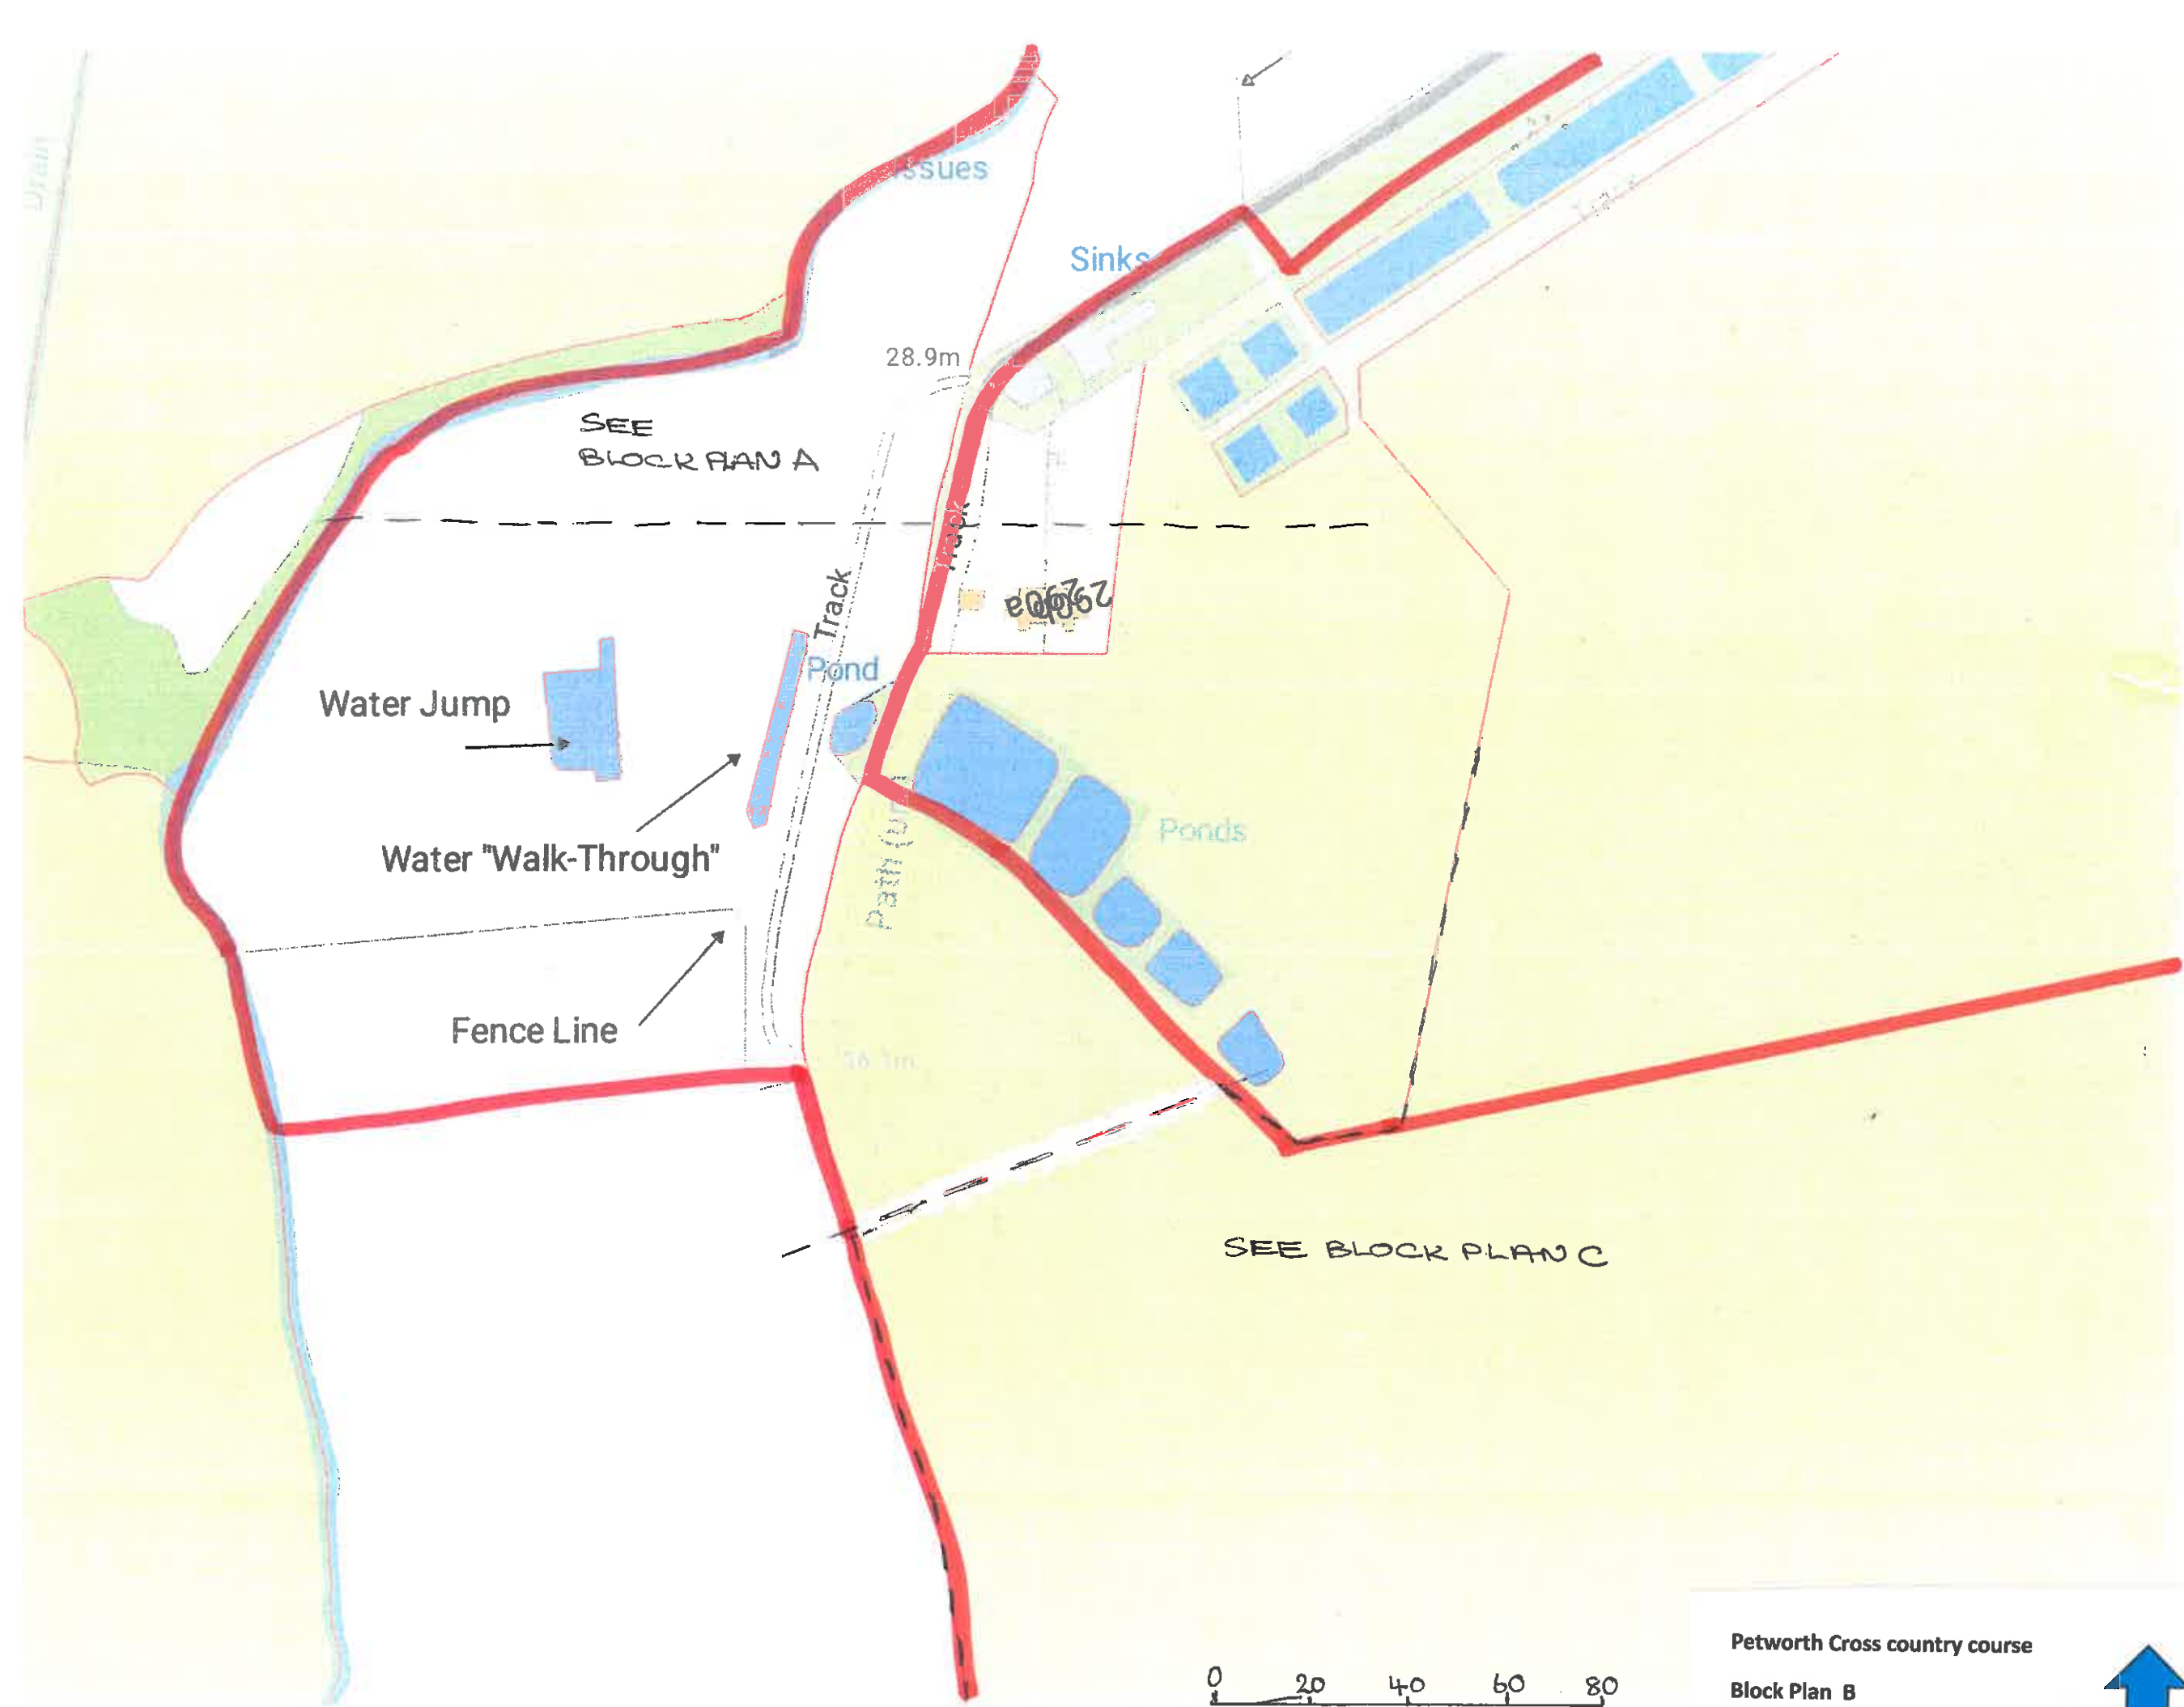 Drain
Issues
Sinks
28.9m
SEE
BLOCK PLAN A
Track
Track
Pond
Water Jump
Water "Walk-Through"
Ponds
Path (um)
Fence Line
SEE BLOCK PLAN C
0 20 40 60 80
Petworth Cross country course
Block Plan B